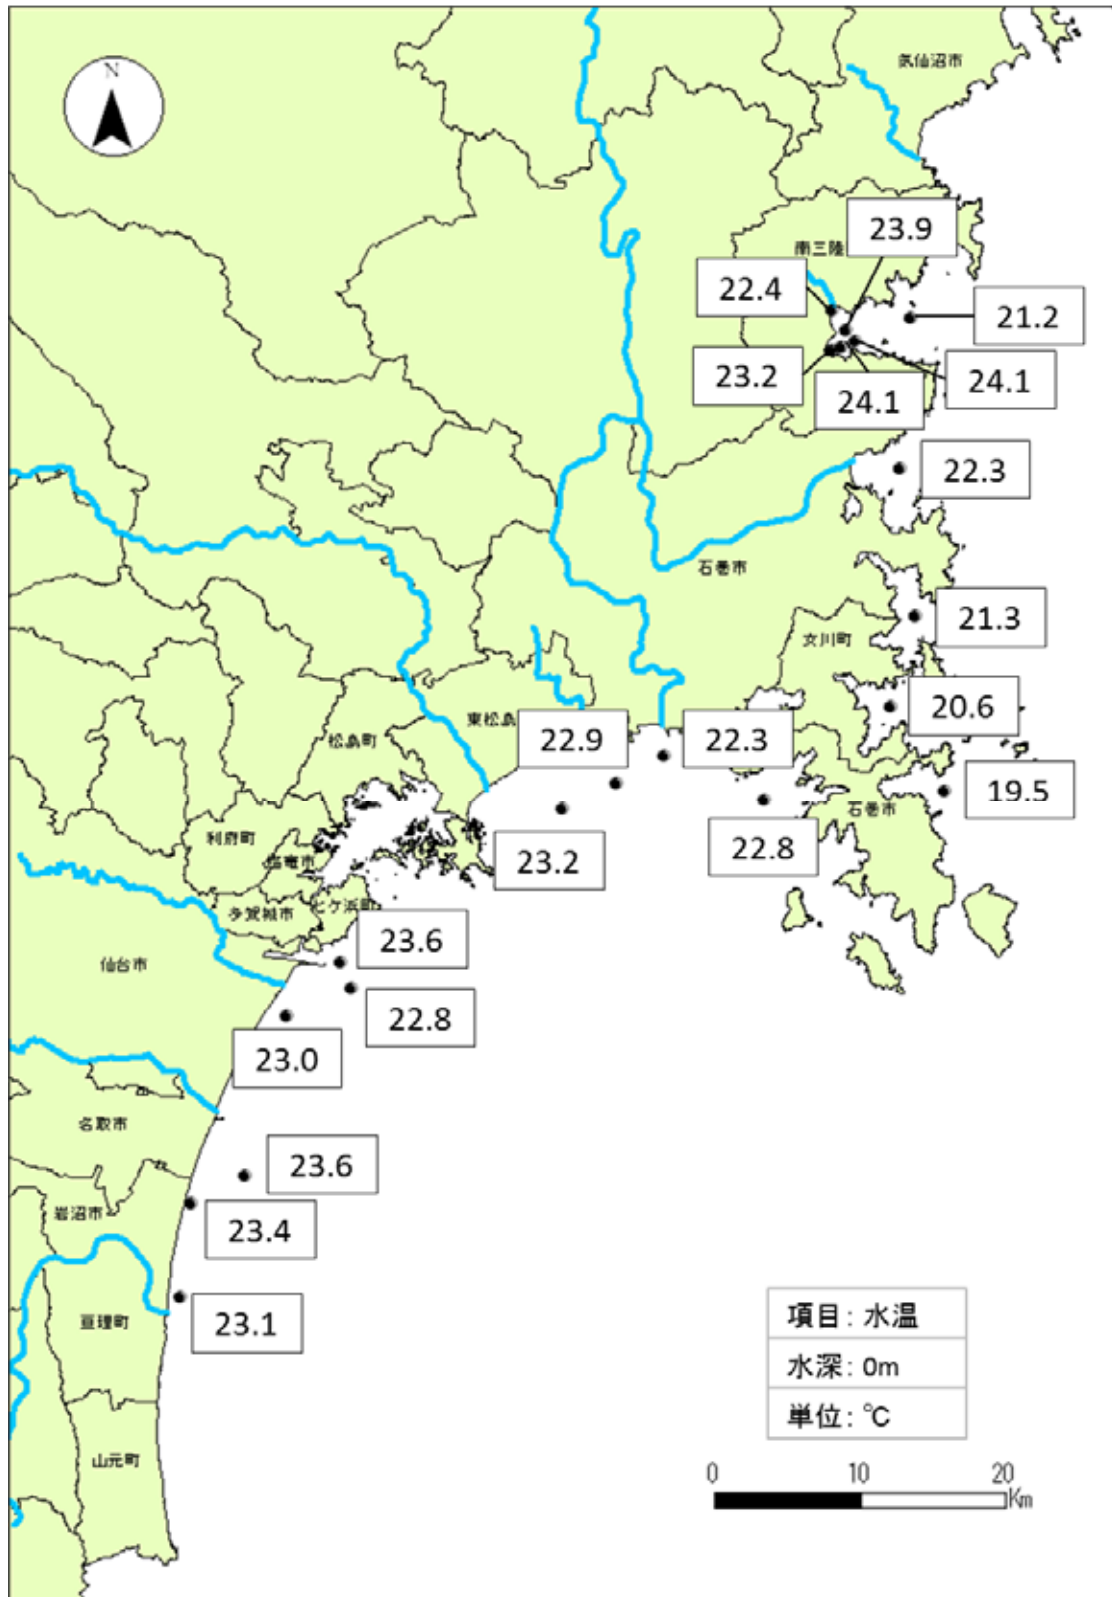 N
気仙沼市
23.9
南三陸
22.4
21.2
23.2
24.1
24.1
22.3
石巻市
21.3
女川町
20.6
東松島
22.9
22.3
松島町
19.5
石巻市
利府町
塩竈市
23.2
22.8
多賀城市
七ケ浜町
23.6
仙台市
22.8
23.0
名取市
23.6
岩沼市
23.4
亘理町
23.1
項目：水温
水深：0m
単位：℃
山元町
0 10 20
Km